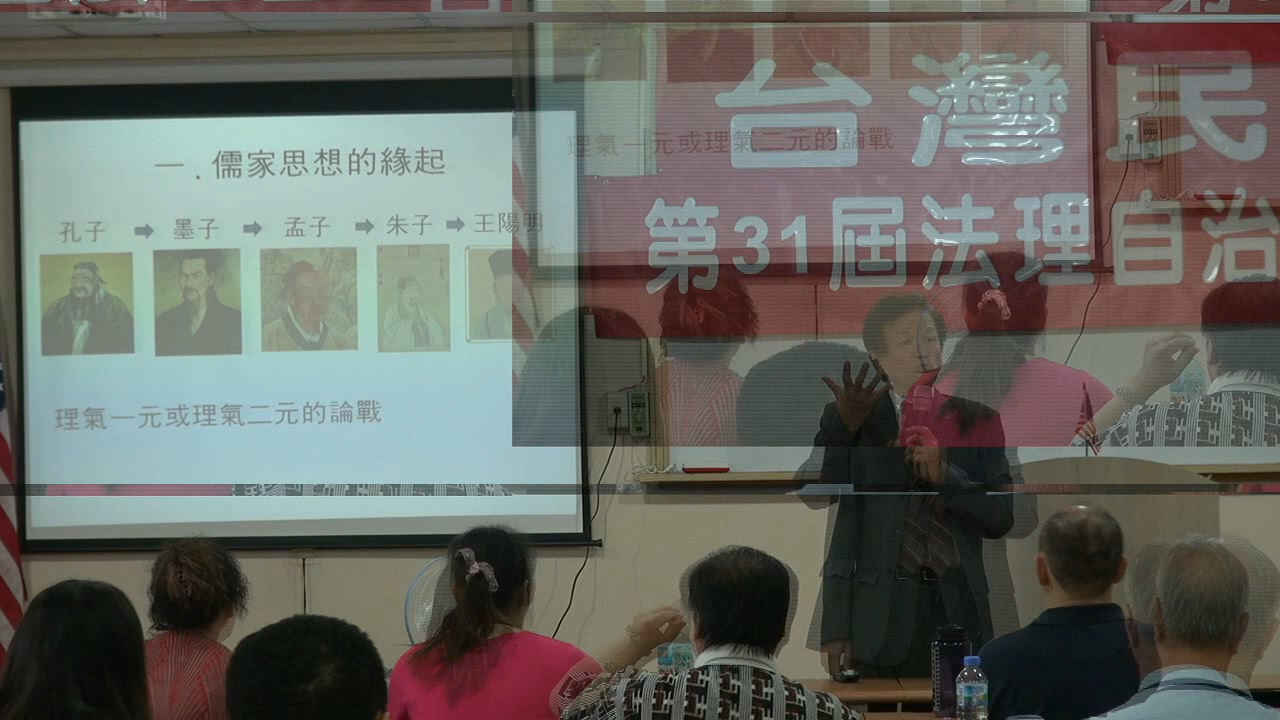 台灣民
第31屆法理自治
一．儒家思想的緣起
孔子 ➡ 墨子 ➡ 孟子 ➡ 朱子 ➡ 王陽明
理氣一元或理氣二元的論戰
理氣一元或理氣二元的論戰